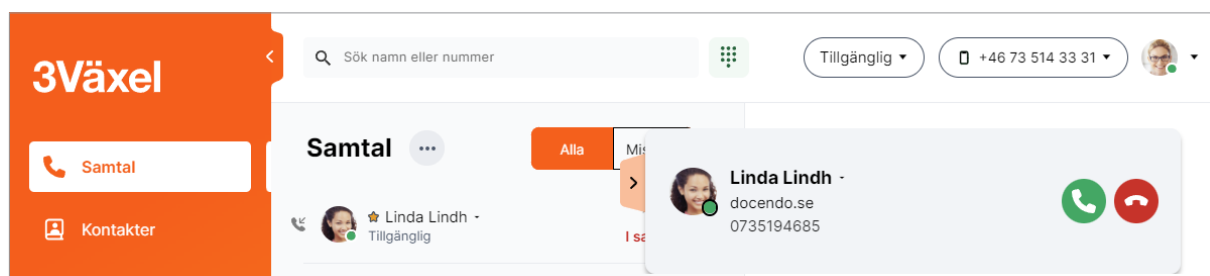 3Växel
Sök namn eller nummer
Tillgänglig
+46 73 514 33 31
Samtal
Kontakter
Samtal
Alla
Linda Lindh -
Tillgänglig
Linda Lindh -
docendo.se
0735194685